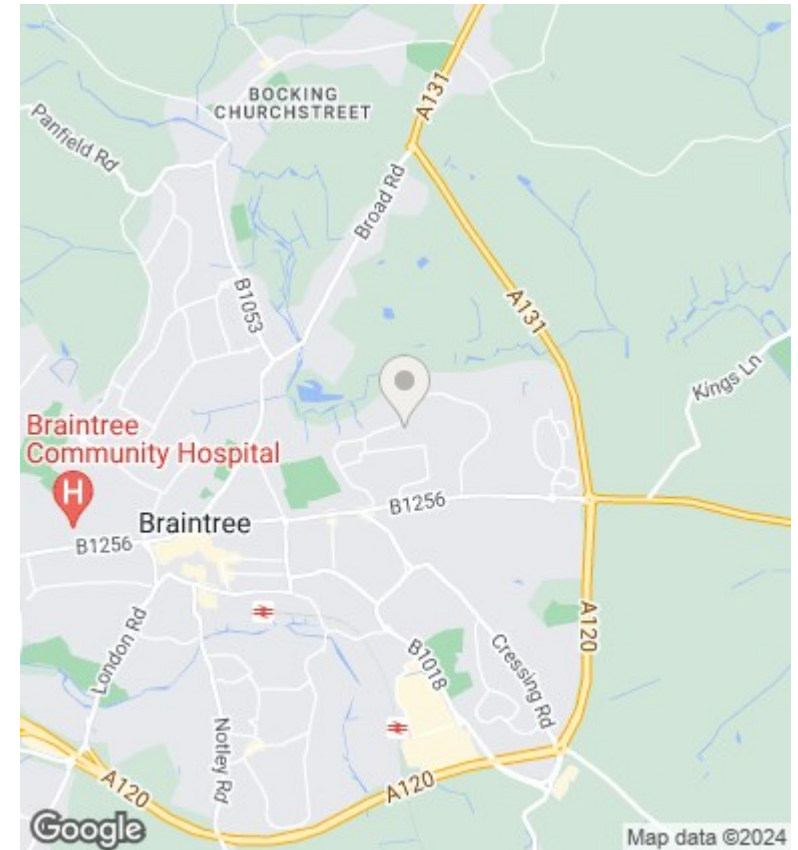 BOCKING
CHURCHSTREET
A131
Panfield Rd
Broad Rd
B1053
A131
Kings Ln
Braintree
Community Hospital
H
Braintree
B1256
B1256
London Rd
Notley Rd
B1018
Cressing Rd
A120
A120
A120
Google
Map data ©2024